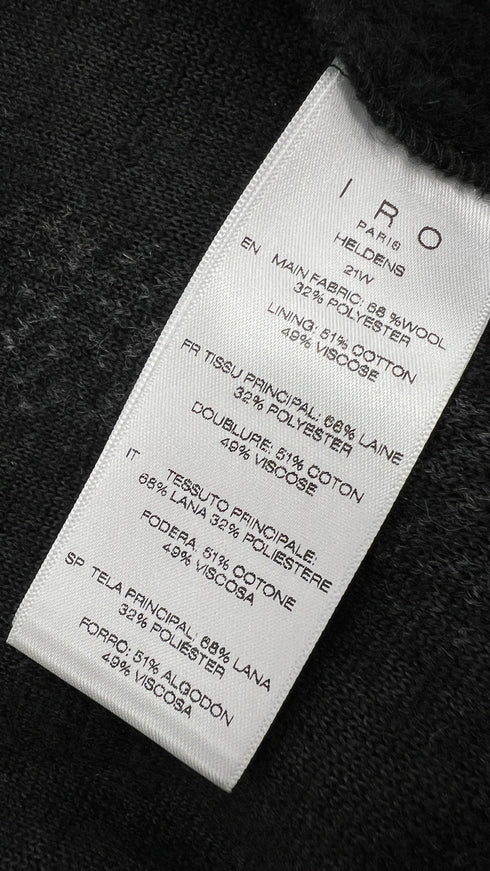 IRO
PARIS
HELDENS
21W
EN MAIN FABRIC: 68 %WOOL
32% POLYESTER
LINING: 51% COTTON
49% VISCOSE
FR TISSU PRINCIPAL: 68% LAINE
32% POLYESTER
DOUBLURE: 51% COTON
49% VISCOSE
IT TESSUTO PRINCIPALE:
68% LANA 32% POLIESTERE
FODERA: 51% COTONE
49% VISCOSA
SP TELA PRINCIPAL: 68% LANA
32% POLIÉSTER
FORRO: 51% ALGODÓN
49% VISCOSA